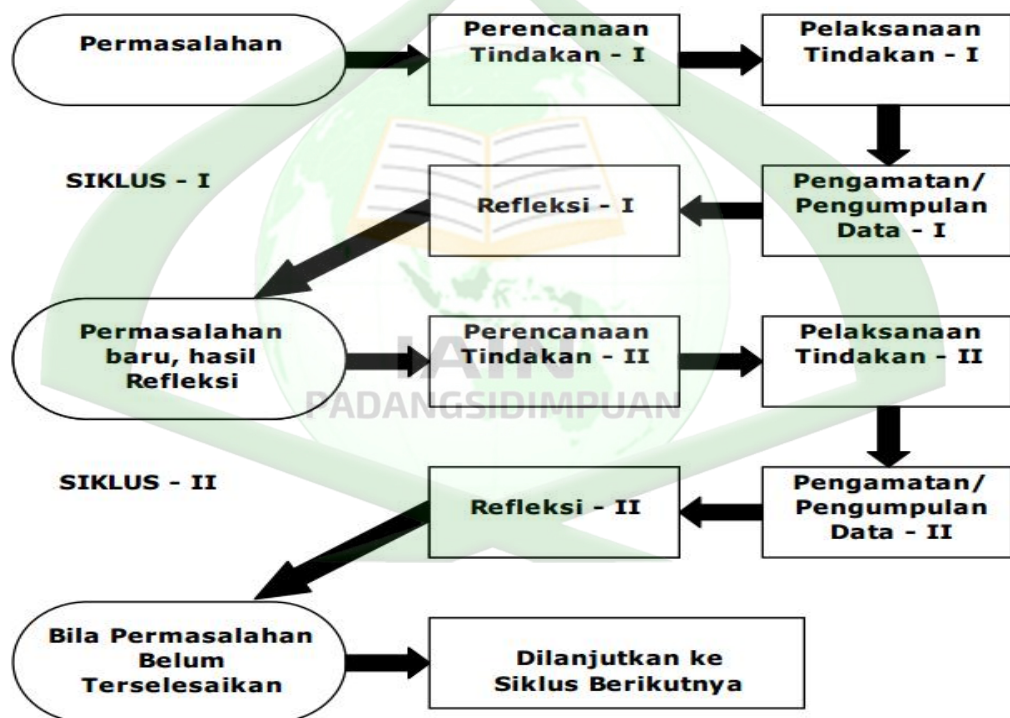 Permasalahan
Perencanaan
Tindakan - I
Pelaksanaan
Tindakan - I
SIKLUS - I
Refleksi - I
Pengamatan/
Pengumpulan
Data - I
Permasalahan
baru, hasil
Refleksi
Perencanaan
Tindakan - II
Pelaksanaan
Tindakan - II
IAIN
PADANGSIDIMPUAN
SIKLUS - II
Refleksi - II
Pengamatan/
Pengumpulan
Data - II
Bila Permasalahan
Belum
Terselesaikan
Dilanjutkan ke
Siklus Berikutnya